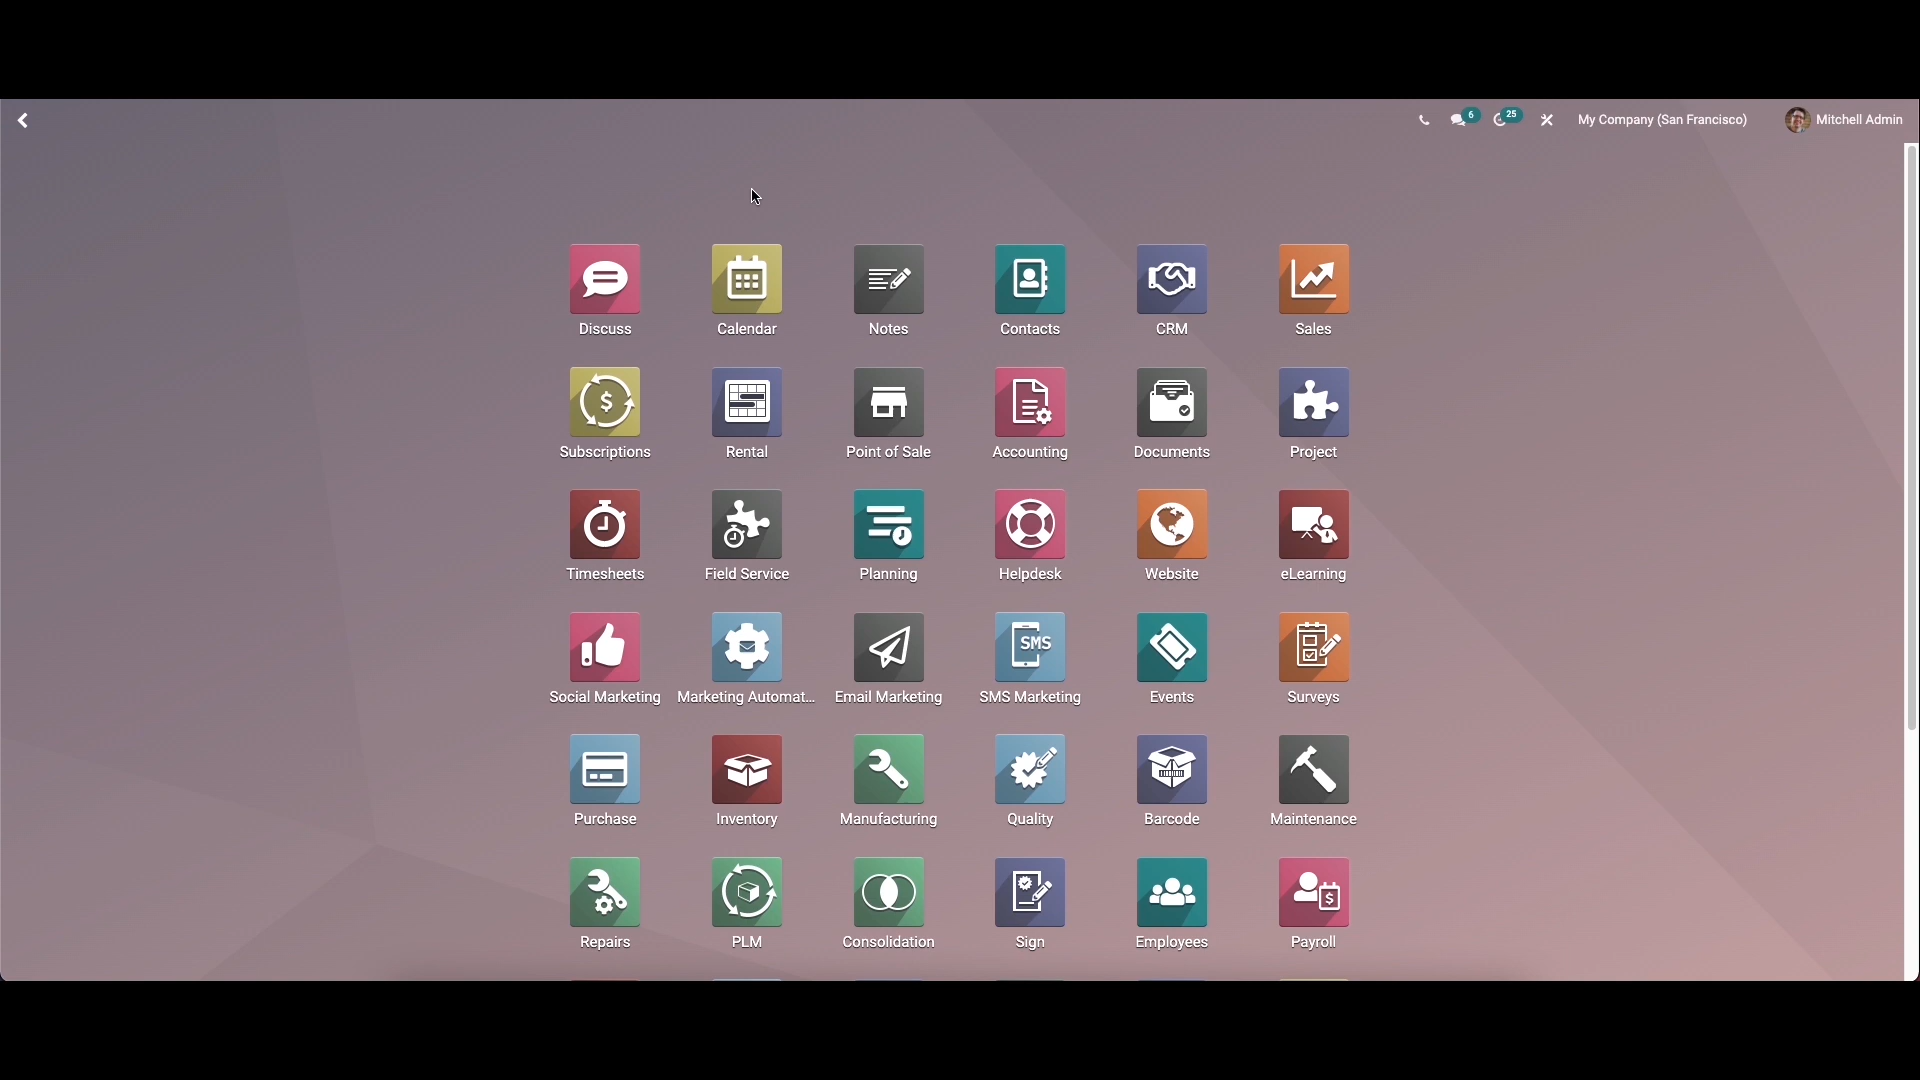 6 25 My Company (San Francisco) Mitchell Admin
Discuss Calendar Notes Contacts CRM Sales
$
Subscriptions Rental Point of Sale Accounting Documents Project
Timesheets Field Service Planning Helpdesk Website eLearning
SMS
Social Marketing Marketing Automat... Email Marketing SMS Marketing Events Surveys
Purchase Inventory Manufacturing Quality Barcode Maintenance
$
Repairs PLM Consolidation Sign Employees Payroll